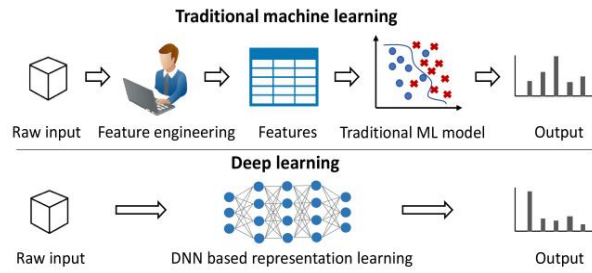 Traditional machine learning
Raw input Feature engineering Features Traditional ML model Output
Deep learning
Raw input DNN based representation learning Output